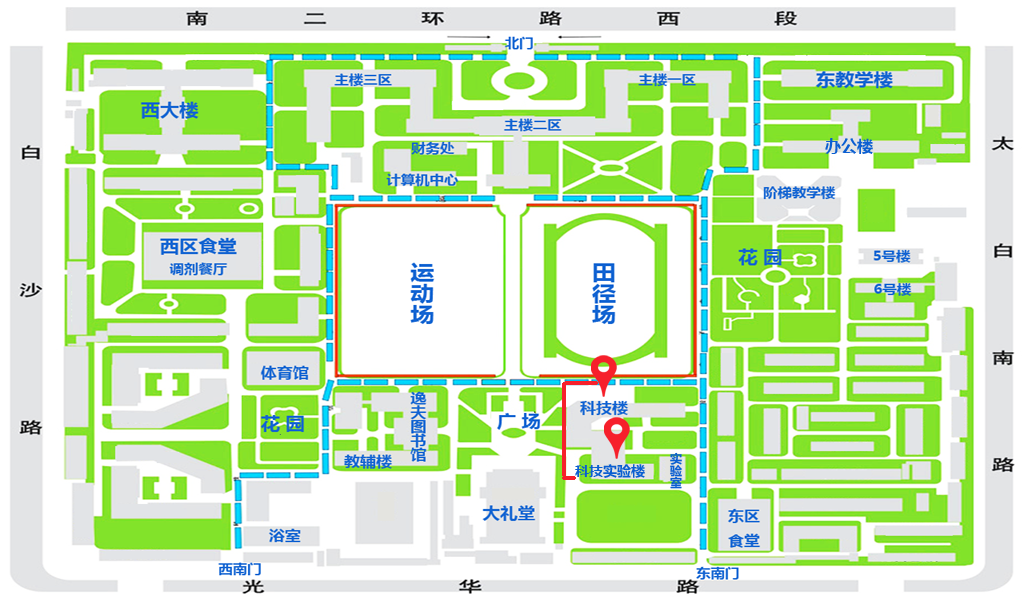 南二环路西段
北门
主楼三区
主楼一区
东教学楼
西大楼
主楼二区
财务处
办公楼
计算机中心
阶梯教学楼
白沙路
太白南路
西区食堂
调剂餐厅
花园
5号楼
6号楼
运动场
田径场
体育馆
花园
逸夫图书馆
广场
科技楼
教辅楼
科技实验楼
实验室
大礼堂
东区
食堂
浴室
西南门
东南门
光华路